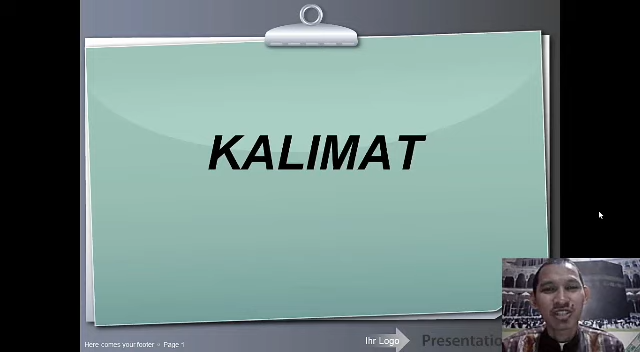 KALIMAT
Here comes your footer • Page 1
Ihr Logo
Presentatio